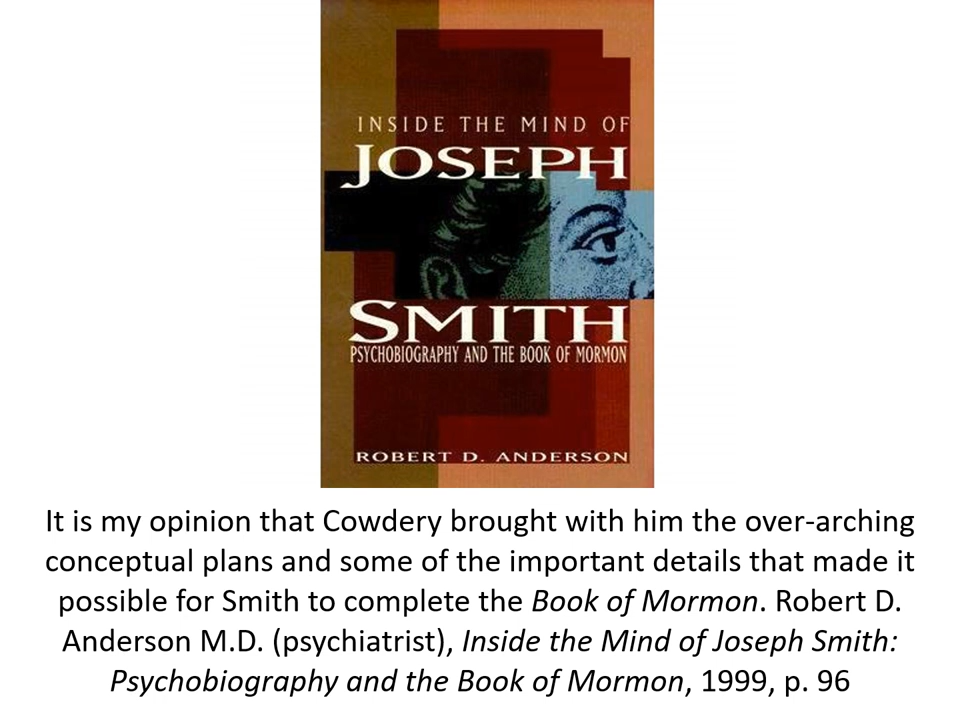 INSIDE THE MIND OF
JOSEPH
SMITH
PSYCHOBIOGRAPHY AND THE BOOK OF MORMON
ROBERT D. ANDERSON
It is my opinion that Cowdery brought with him the over-arching
conceptual plans and some of the important details that made it
possible for Smith to complete the Book of Mormon. Robert D.
Anderson M.D. (psychiatrist), Inside the Mind of Joseph Smith:
Psychobiography and the Book of Mormon, 1999, p. 96